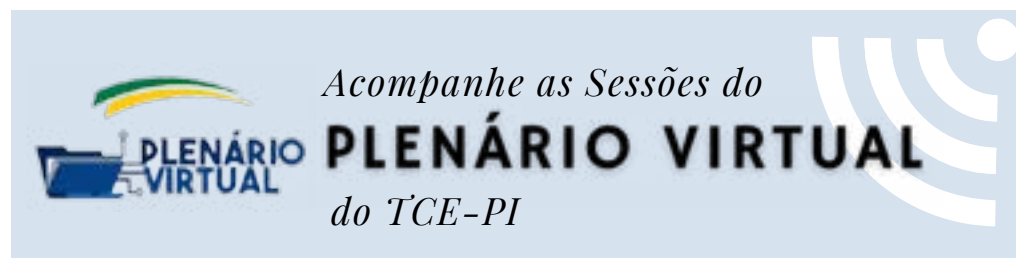 PLENÁRIO
VIRTUAL
Acompanhe as Sessões do
PLENÁRIO VIRTUAL
do TCE-PI